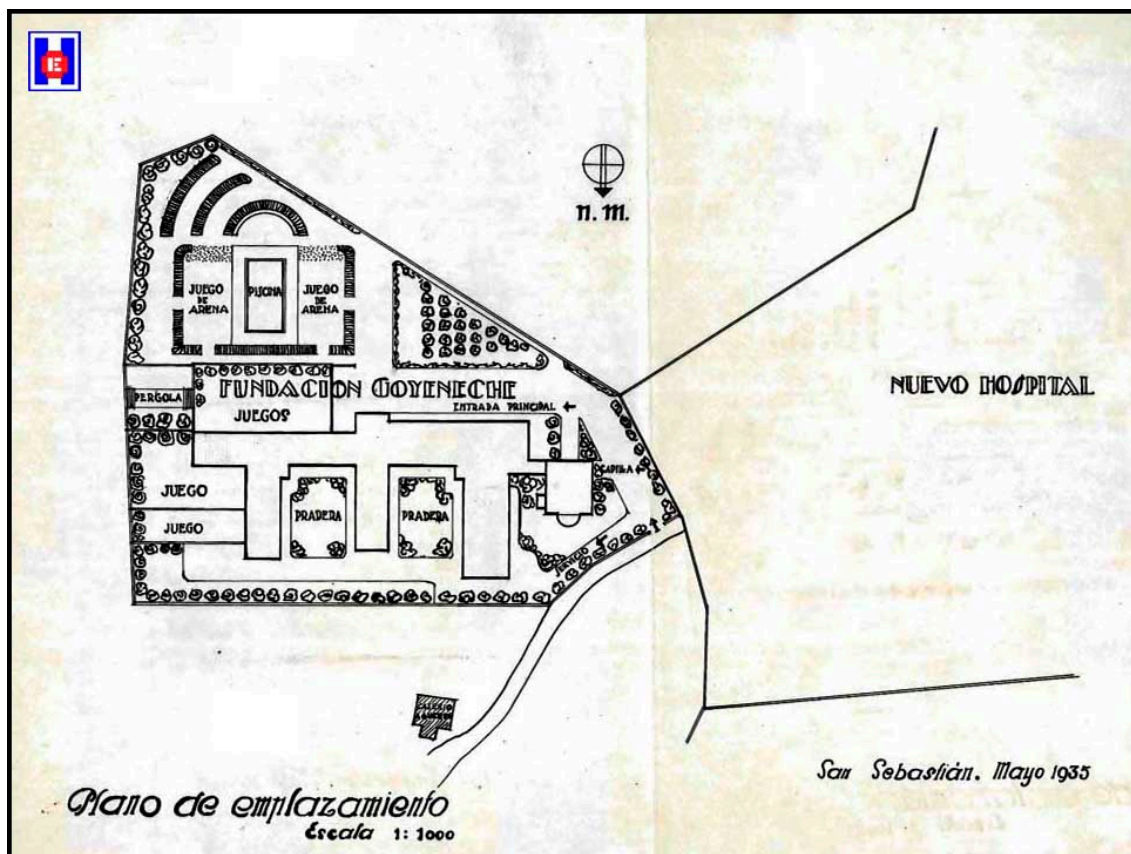 H
E
n. m.
JUEGO
DE
ARENA
PISCINA
JUEGO
DE
ARENA
FUNDACION GOYENECHE
NUEVO HOSPITAL
PERGOLA
JUEGOS
ENTRADA PRINCIPAL
CAPILLA
JUEGO
PRADERA
PRADERA
JUEGO
SERVICIO
CASERIO
San Sebastián. Mayo 1935
Plano de emplazamiento
Escala 1:1000